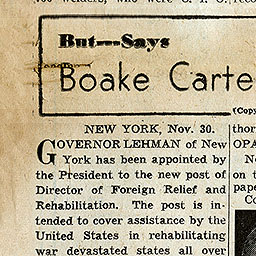 But---Says
Boake Carte
(Copy
NEW YORK, Nov. 30.
GOVERNOR LEHMAN of New
York has been appointed by
the President to the new post of
Director of Foreign Relief and
Rehabilitation. The post is in-
tended to cover assistance by the
United States in rehabilitating
war devastated states all over
thor
OPA
No
on t
pape
Co